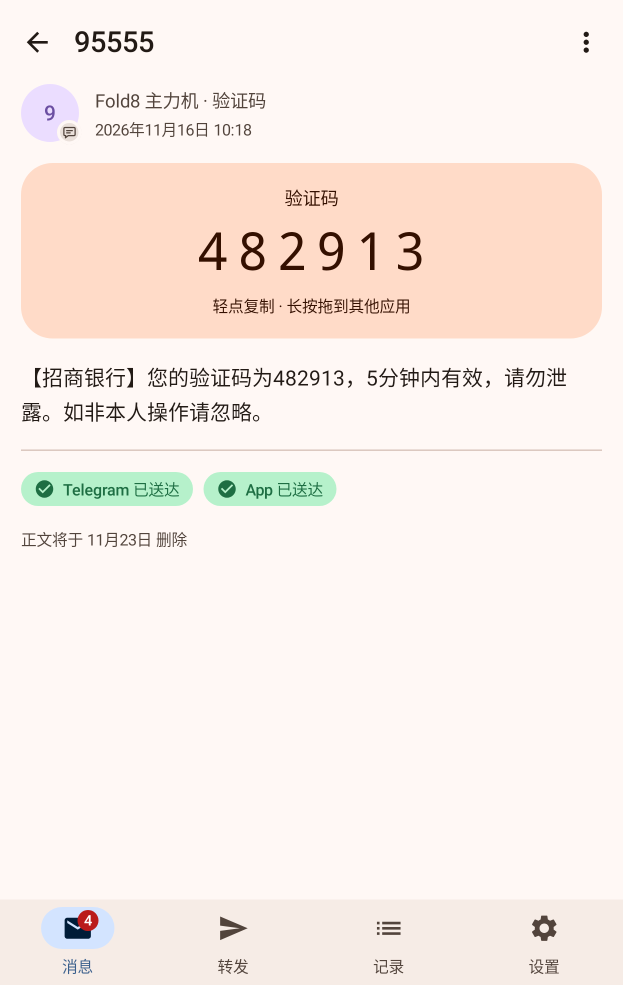 95555
9
Fold8 主力机 · 验证码
2026年11月16日 10:18
验证码
482913
轻点复制 · 长按拖到其他应用
【招商银行】您的验证码为482913，5分钟内有效，请勿泄
露。如非本人操作请忽略。
Telegram 已送达
App 已送达
正文将于 11月23日 删除
4
消息
转发
记录
设置